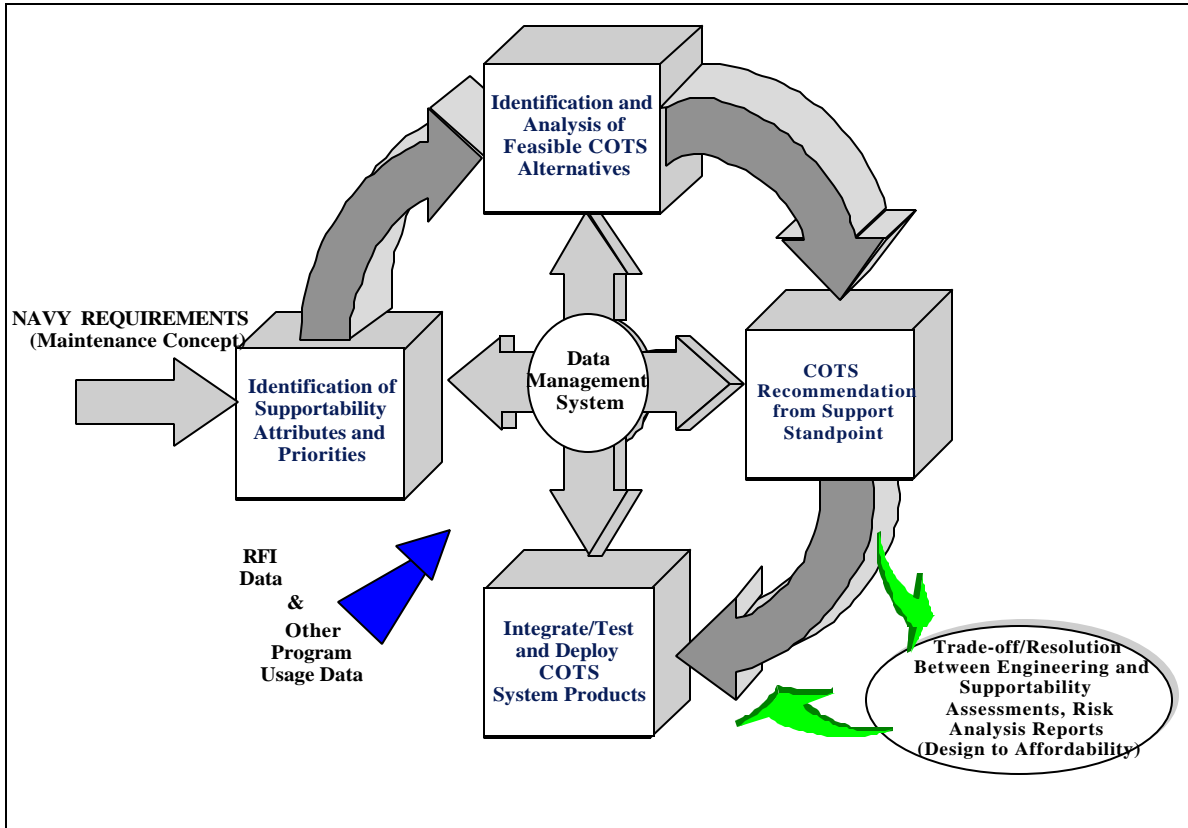 Identification and
Analysis of
Feasible COTS
Alternatives
NAVY REQUIREMENTS
(Maintenance Concept)
Identification of
Supportability
Attributes and
Priorities
Data
Management
System
COTS
Recommendation
from Support
Standpoint
RFI
Data
&
Other
Program
Usage Data
Integrate/Test
and Deploy
COTS
System Products
Trade-off/Resolution
Between Engineering and
Supportability
Assessments, Risk
Analysis Reports
(Design to Affordability)